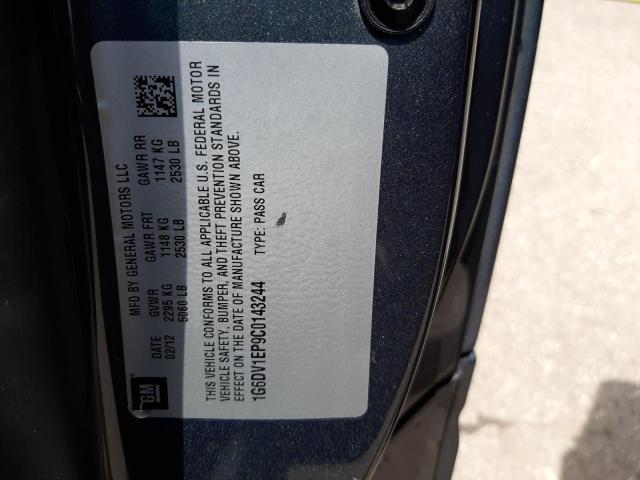 MFD BY GENERAL MOTORS LLC
DATE GVWR GAWR FRT GAWR RR
02/12 2295 KG 1148 KG 1147 KG
5060 LB 2530 LB 2530 LB
THIS VEHICLE CONFORMS TO ALL APPLICABLE U.S. FEDERAL MOTOR
VEHICLE SAFETY, BUMPER, AND THEFT PREVENTION STANDARDS IN
EFFECT ON THE DATE OF MANUFACTURE SHOWN ABOVE.
1G6DV1EP9C0143244 TYPE: PASS CAR
GM